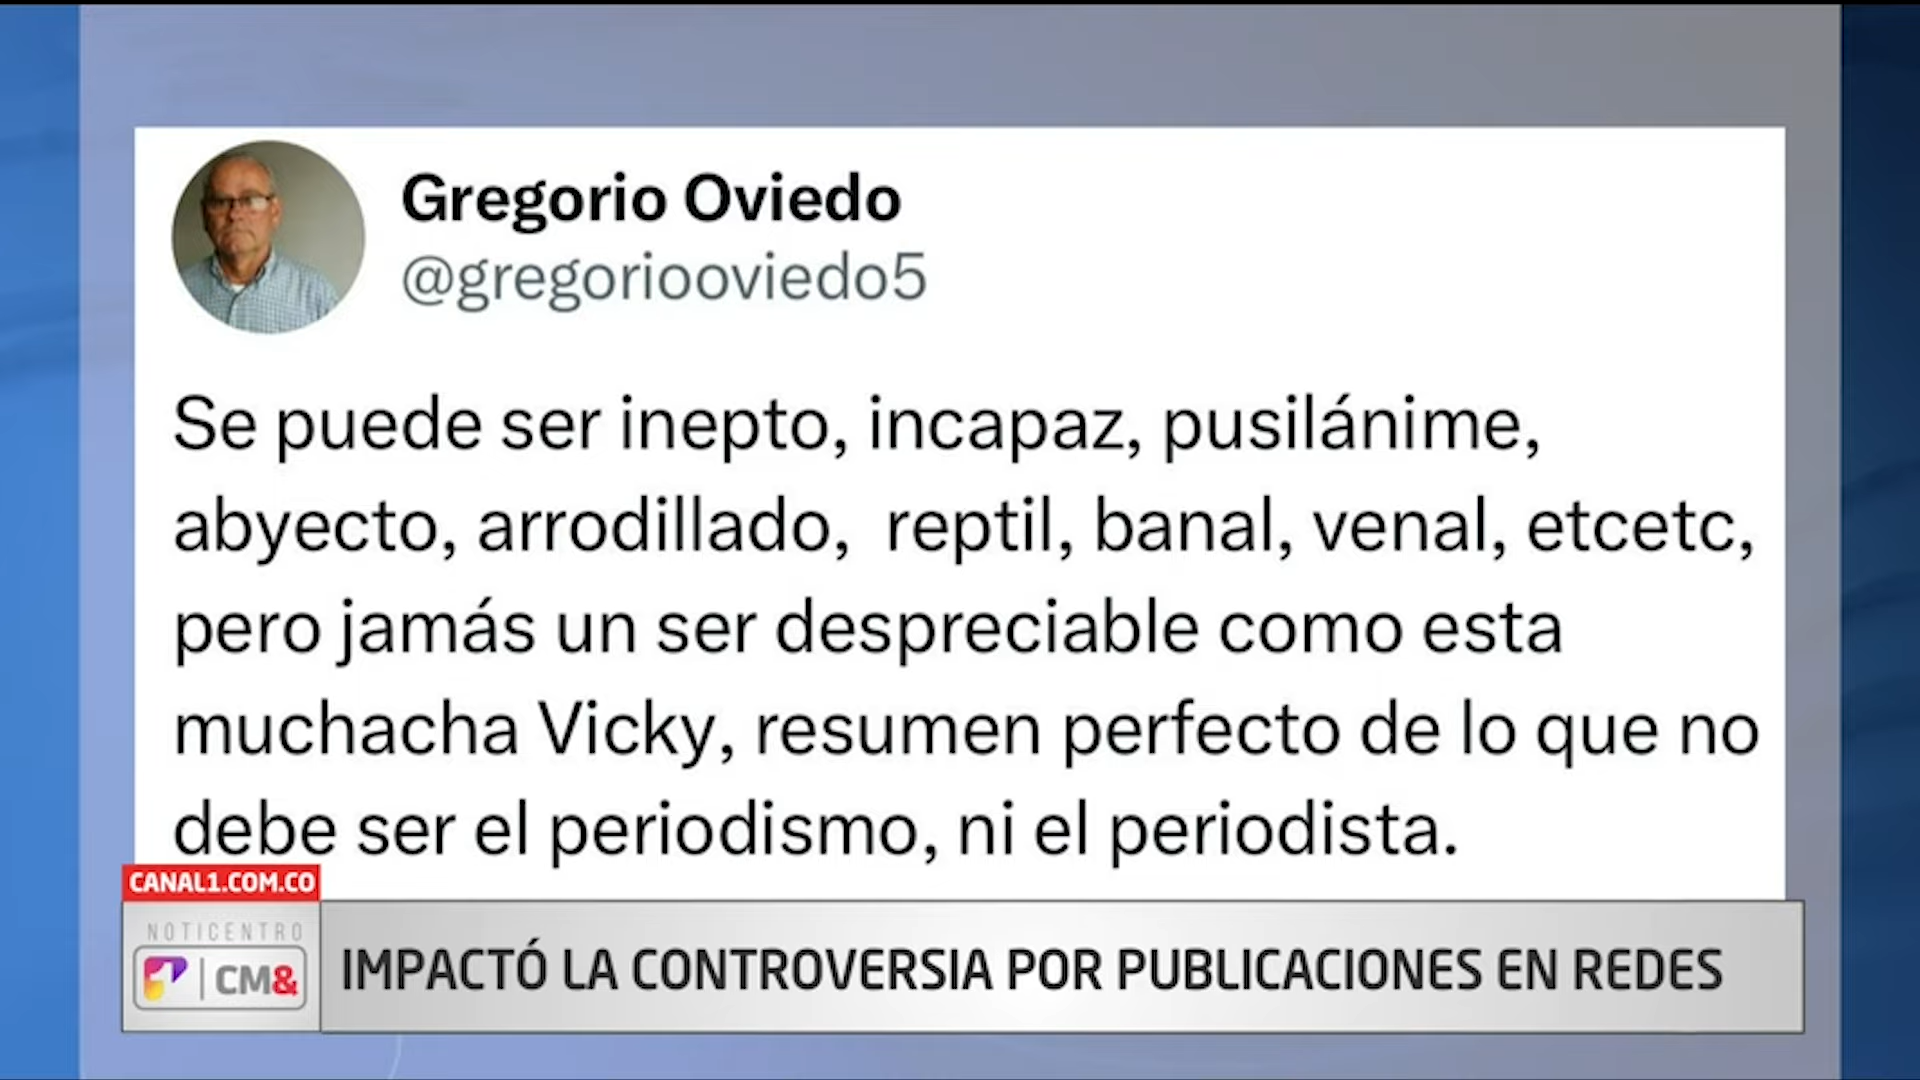 Gregorio Oviedo
@gregoriooviedo5
Se puede ser inepto, incapaz, pusilánime,
abyecto, arrodillado,  reptil, banal, venal, etcetc,
pero jamás un ser despreciable como esta
muchacha Vicky, resumen perfecto de lo que no
debe ser el periodismo, ni el periodista.
CANAL1.COM.CO
NOTICENTRO
1 | CM&
IMPACTÓ LA CONTROVERSIA POR PUBLICACIONES EN REDES